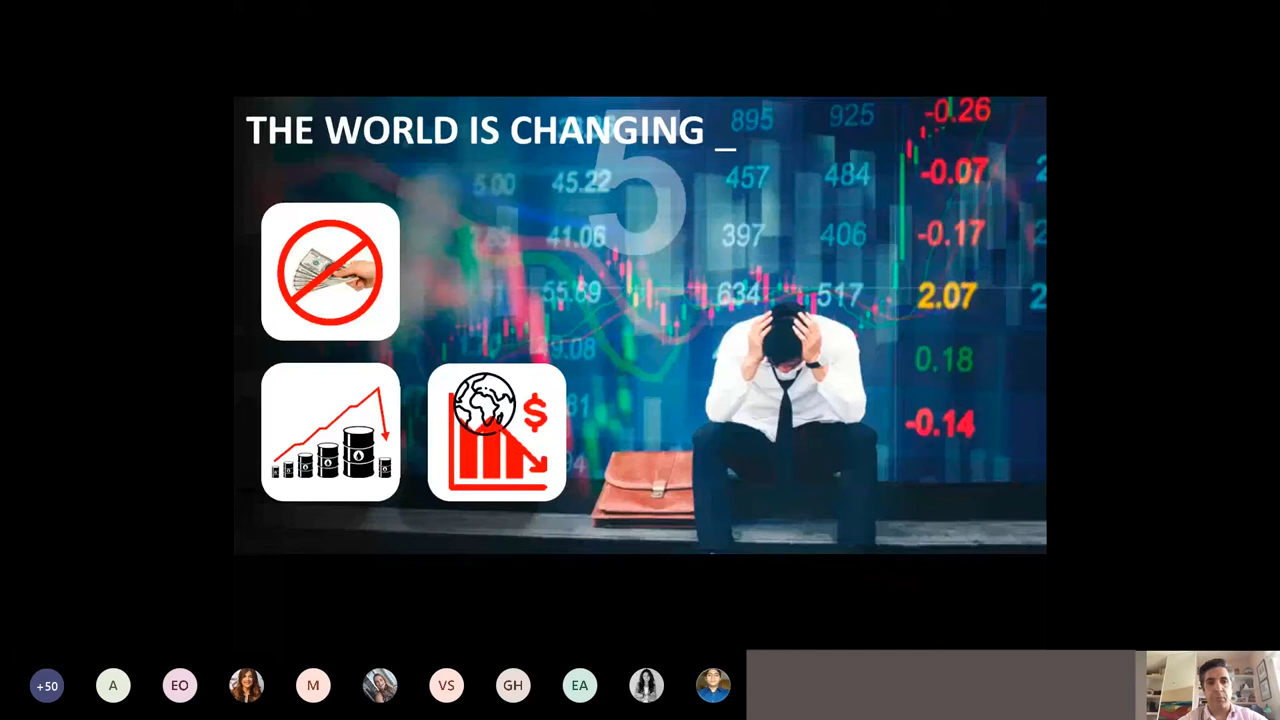 THE WORLD IS CHANGING _
5
895 925 -0.26
5.00 45.22 457 484 -0.07
41.06 397 406 -0.17
634 517 2.07
0.18
-0.14
$
+50 A EO M VS GH EA